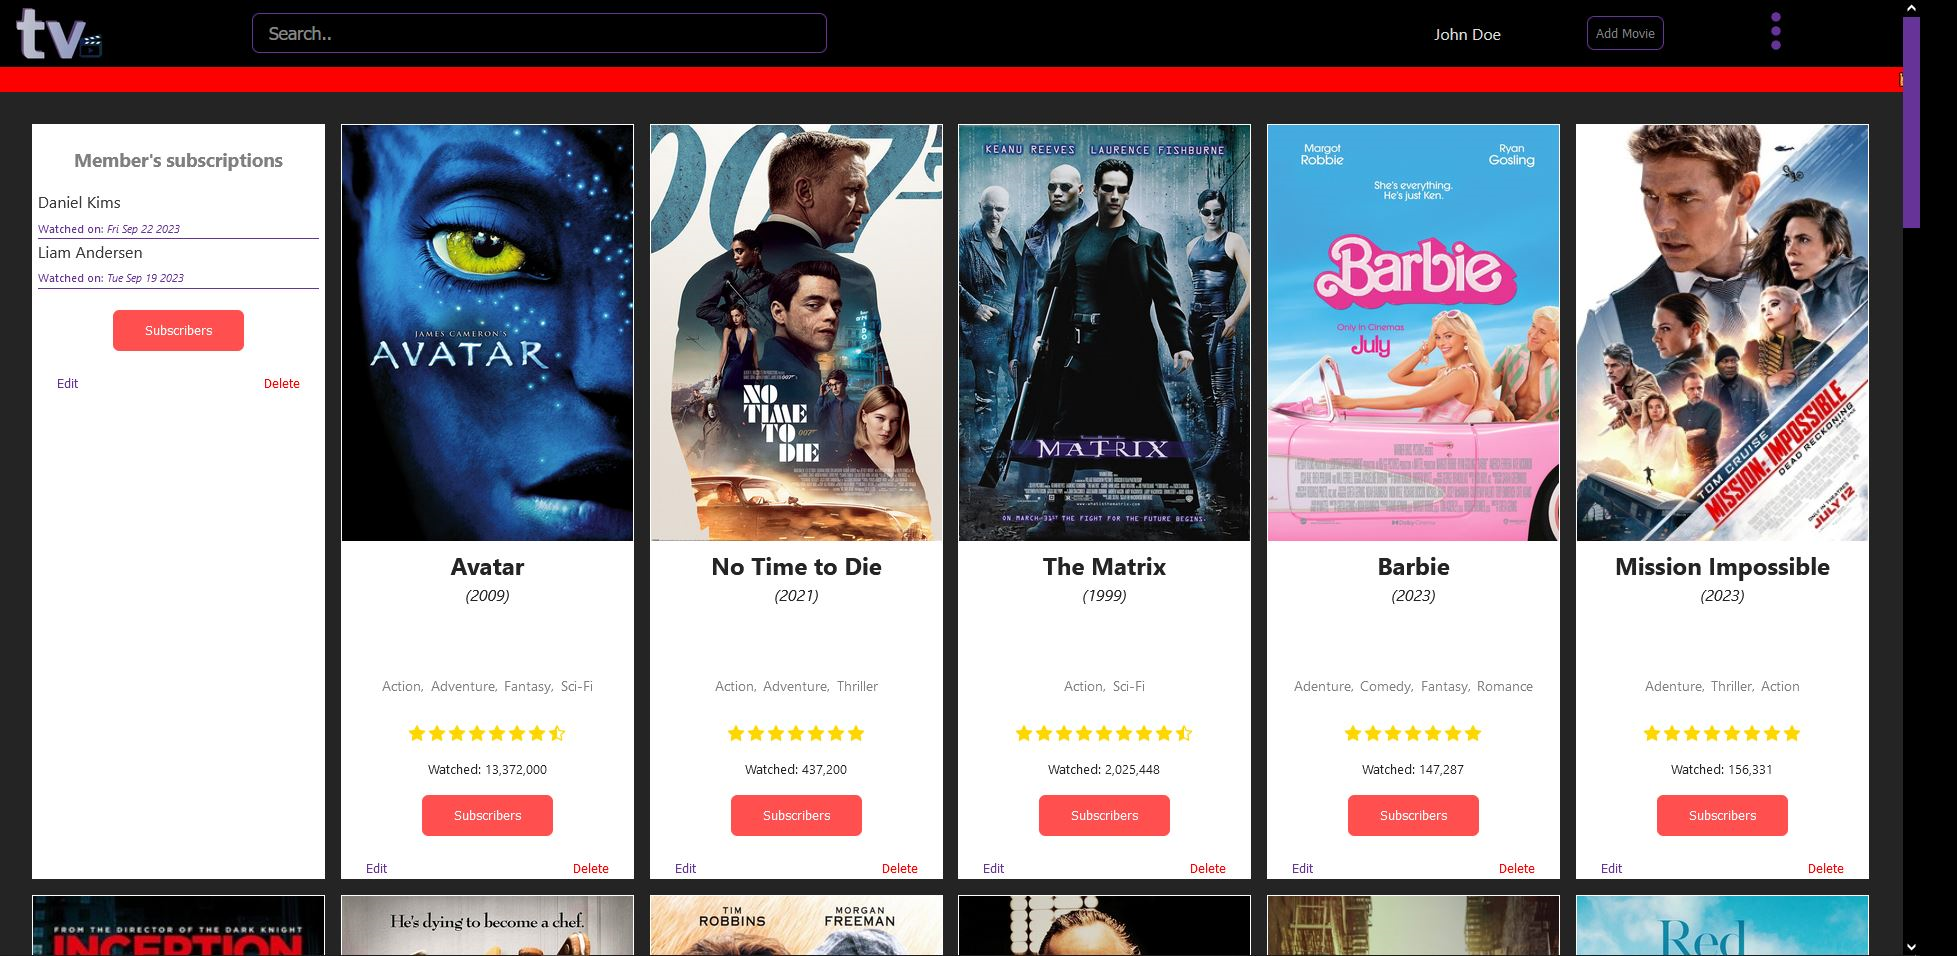 tv
Search..
John Doe
Add Movie
Member's subscriptions
Daniel Kims
Watched on: Fri Sep 22 2023
Liam Andersen
Watched on: Tue Sep 19 2023
Subscribers
Edit
Delete
JAMES CAMERON'S
AVATAR
Avatar
(2009)
Action, Adventure, Fantasy, Sci-Fi
Watched: 13,372,000
Subscribers
Edit
Delete
007
NO
TIME
TO 007
DIE
No Time to Die
(2021)
Action, Adventure, Thriller
Watched: 437,200
Subscribers
Edit
Delete
KEANU REEVES LAURENCE FISHBURNE
THE
MATRIX
ON MARCH 31ST THE FIGHT FOR THE FUTURE BEGINS.
The Matrix
(1999)
Action, Sci-Fi
Watched: 2,025,448
Subscribers
Edit
Delete
Margot
Robbie
Ryan
Gosling
She's everything.
He's just Ken.
Barbie
Only in Cinemas
July
Barbie
(2023)
Adenture, Comedy, Fantasy, Romance
Watched: 147,287
Subscribers
Edit
Delete
TOM CRUISE
MISSION: IMPOSSIBLE
DEAD RECKONING
PART ONE
ONLY IN THEATRES
JULY 12
Mission Impossible
(2023)
Adenture, Thriller, Action
Watched: 156,331
Subscribers
Edit
Delete
FROM THE DIRECTOR OF THE DARK KNIGHT
INCEPTION
He's dying to become a chef.
TIM
ROBBINS
MORGAN
FREEMAN
Red